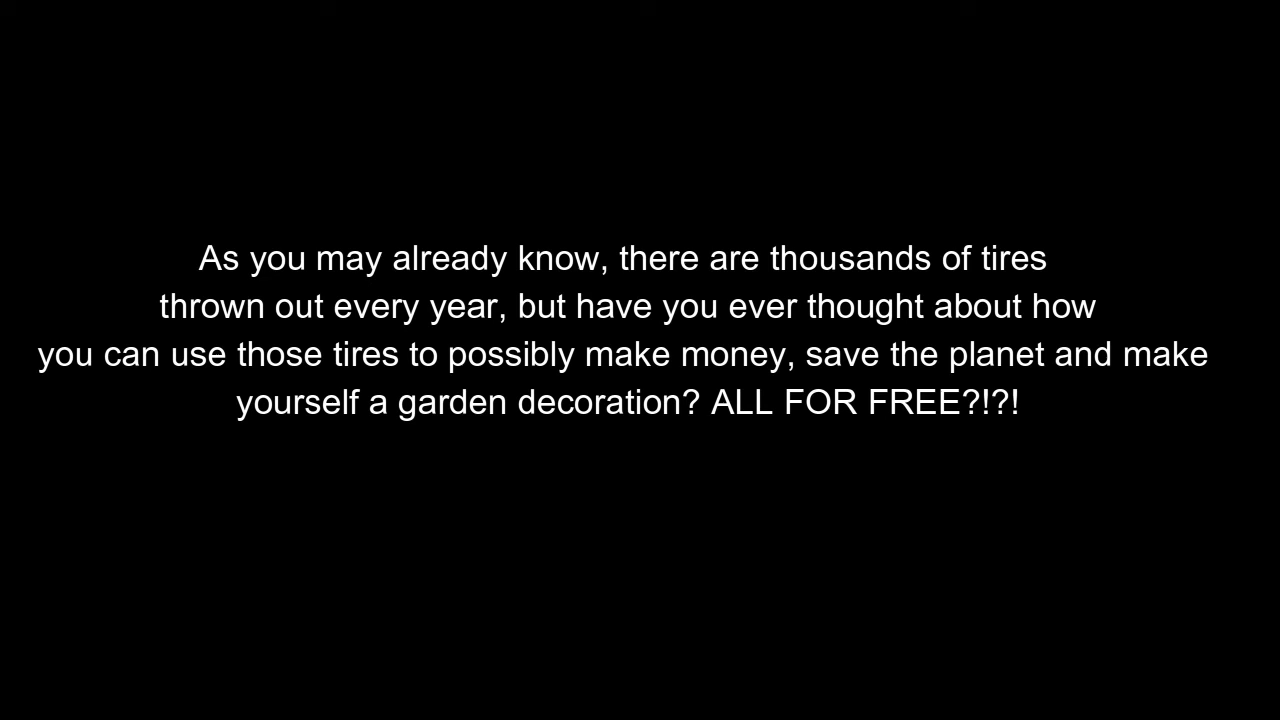 As you may already know, there are thousands of tires
thrown out every year, but have you ever thought about how
you can use those tires to possibly make money, save the planet and make
yourself a garden decoration? ALL FOR FREE?!?!